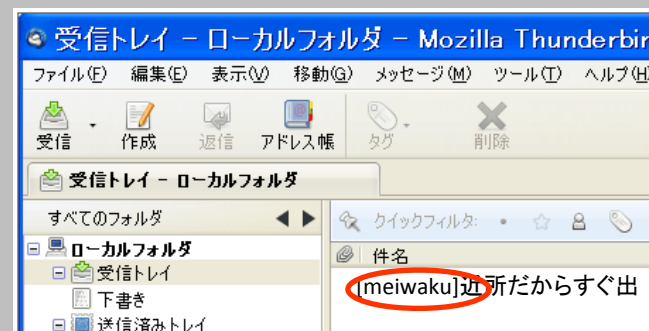 受信トレイ - ローカルフォルダ - Mozilla Thunderbir
ファイル(F) 編集(E) 表示(V) 移動(G) メッセージ(M) ツール(T) ヘルプ(H
受信 作成 返信 アドレス帳 タグ 削除
受信トレイ - ローカルフォルダ
すべてのフォルダ クイックフィルタ:
ローカルフォルダ 件名
受信トレイ [meiwaku]近所だからすぐ出
下書き
送信済みトレイ